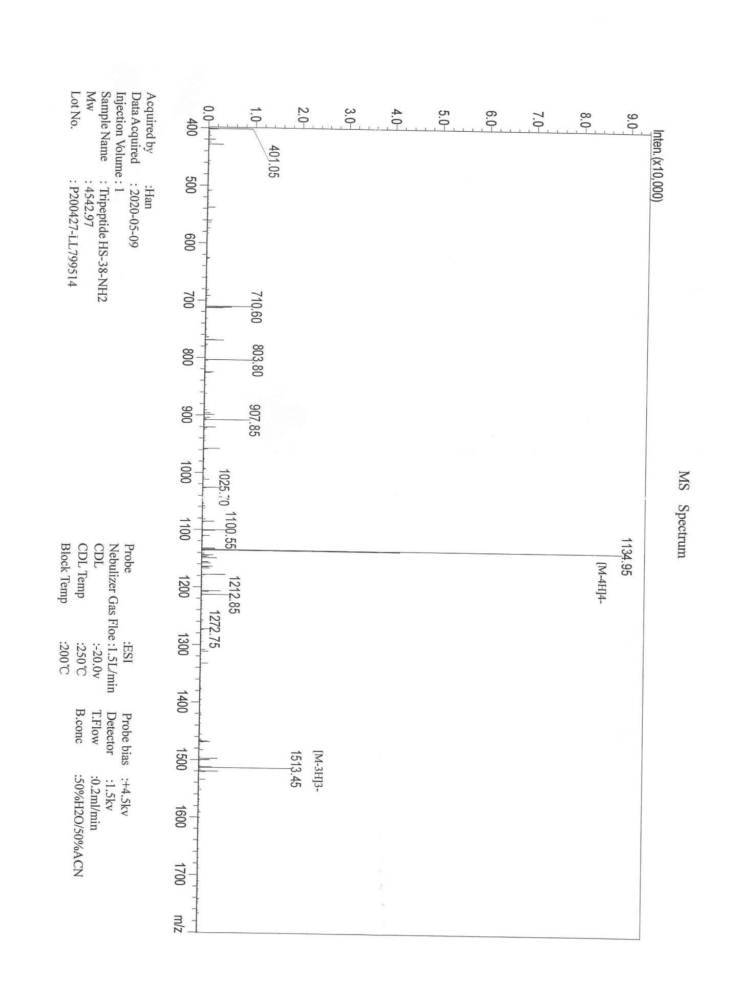 MS Spectrum
Inten.(x10,000)
9.0
8.0
7.0
6.0
5.0
4.0
3.0
2.0
1.0
0.0
1134.95
[M-4H]4-
[M-3H]3-
1513.45
401.05
710.60
803.80
907.85
1025.70
1100.55
1212.85
1272.75
400 500 600 700 800 900 1000 1100 1200 1300 1400 1500 1600 1700 m/z
Acquired by :Han
Data Acquired : 2020-05-09
Injection Volume : 1
Sample Name : Tripeptide HS-38-NH2
Mw : 4542.97
Lot No. : P200427-LL799514
Probe :ESI Probe bias :+4.5kv
Nebulizer Gas Floe :1.5L/min Detector :1.5kv
CDL :-20.0v T.Flow :0.2ml/min
CDL Temp :250℃ B.conc :50%H2O/50%ACN
Block Temp :200℃